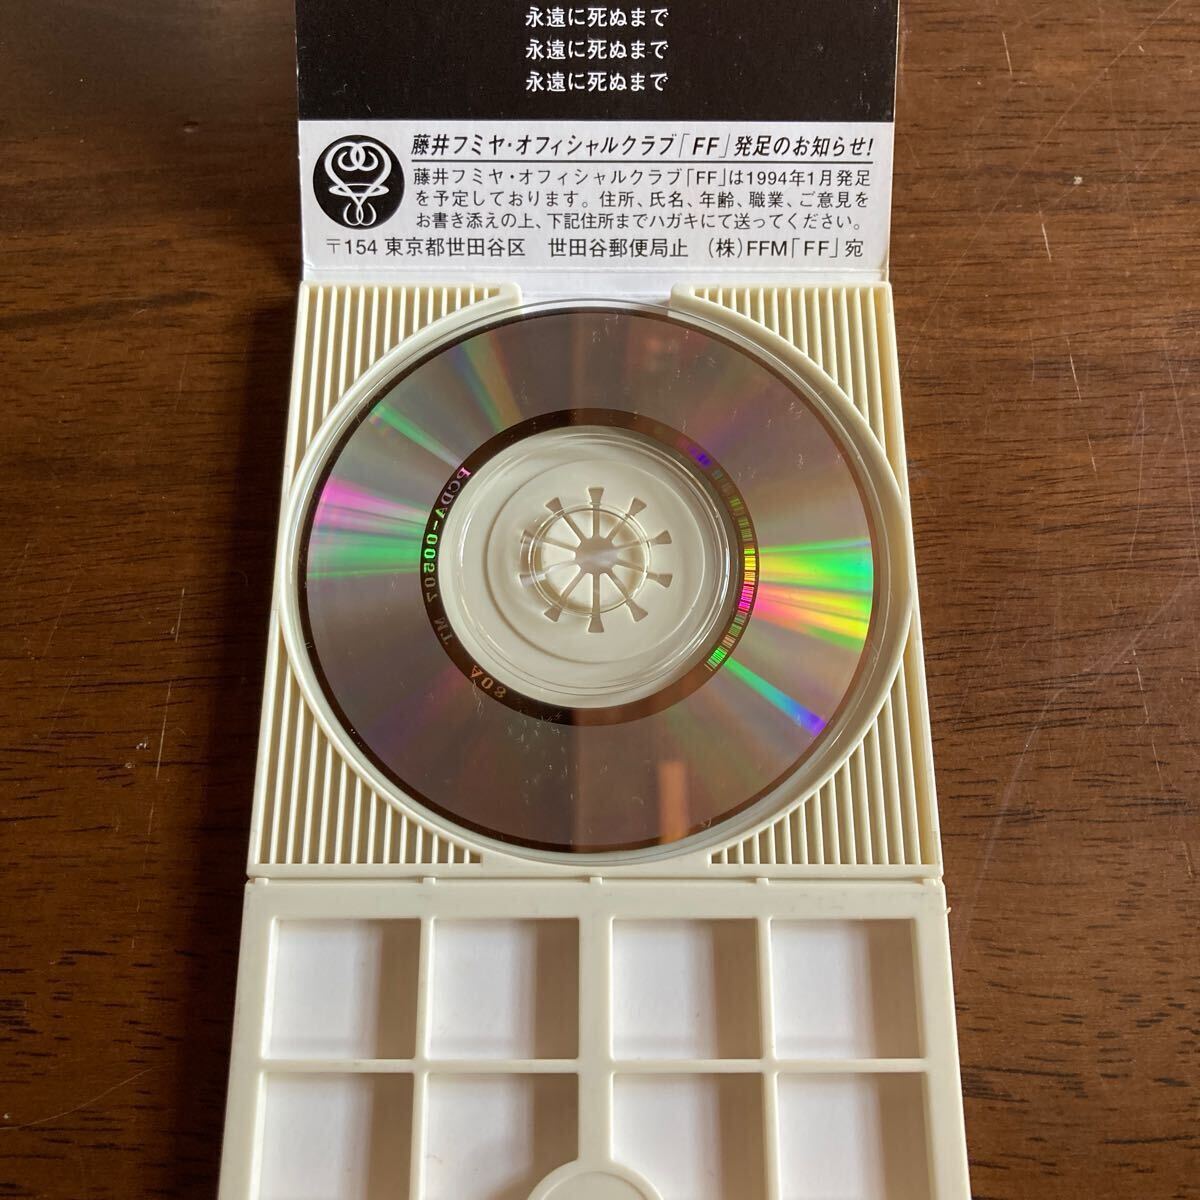 永遠に死ぬまで
永遠に死ぬまで
永遠に死ぬまで
藤井フミヤ・オフィシャルクラブ「FF」発足のお知らせ!
藤井フミヤ・オフィシャルクラブ「FF」は1994年1月発足
を予定しております。住所、氏名、年齢、職業、ご意見を
お書き添えの上、下記住所までハガキにて送ってください。
〒154 東京都世田谷区 世田谷郵便局止 (株)FFM「FF」宛
PCDA-00507 TM 80A